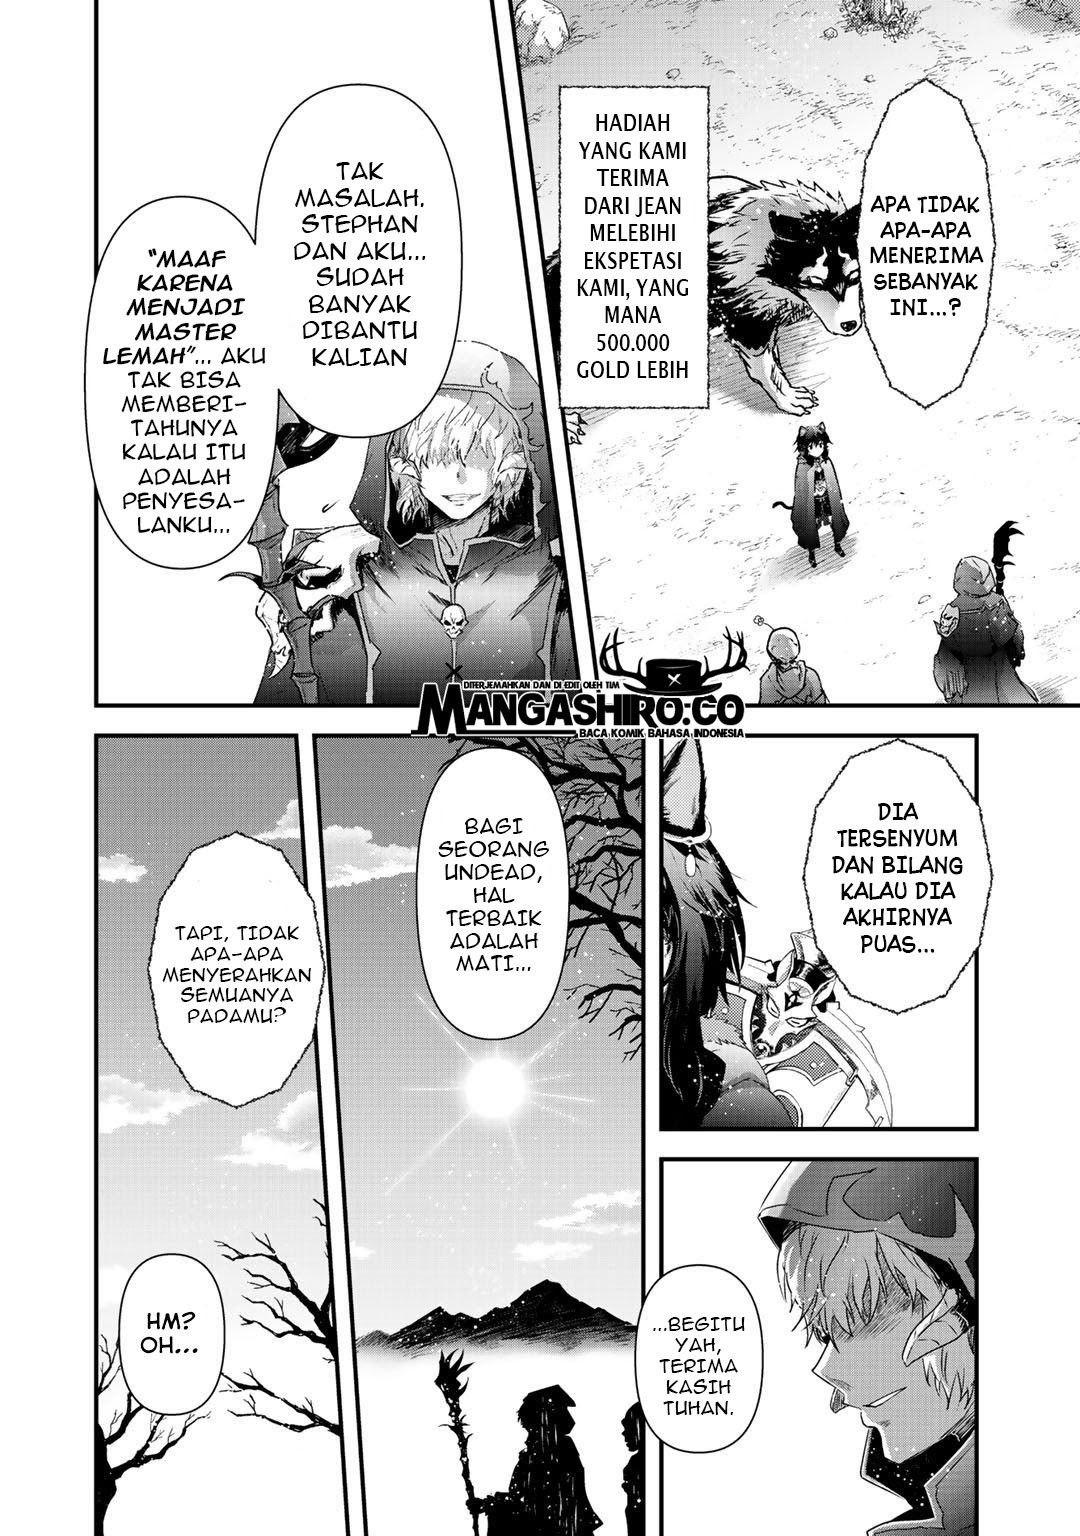 APA TIDAK
APA-APA
MENERIMA
SEBANYAK
INI...?
HADIAH
YANG KAMI
TERIMA
DARI JEAN
MELEBIHI
EKSPETASI
KAMI, YANG
MANA
500.000
GOLD LEBIH
TAK
MASALAH.
STEPHAN
DAN AKU...
SUDAH
BANYAK
DIBANTU
KALIAN
"MAAF
KARENA
MENJADI
MASTER
LEMAH"... AKU
TAK BISA
MEMBERI-
TAHUNYA
KALAU ITU
ADALAH
PENYESA-
LANKU...
DITERJEMAHKAN DAN DI EDIT OLEH TIM
MANGASHIRO.CO
BACA KOMIK BAHASA INDONESIA
DIA
TERSENYUM
DAN BILANG
KALAU DIA
AKHIRNYA
PUAS...
...BEGITU
YAH,
TERIMA
KASIH
TUHAN.
BAGI
SEORANG
UNDEAD,
HAL
TERBAIK
ADALAH
MATI...
TAPI, TIDAK
APA-APA
MENYERAHKAN
SEMUANYA
PADAMU?
HM?
OH...